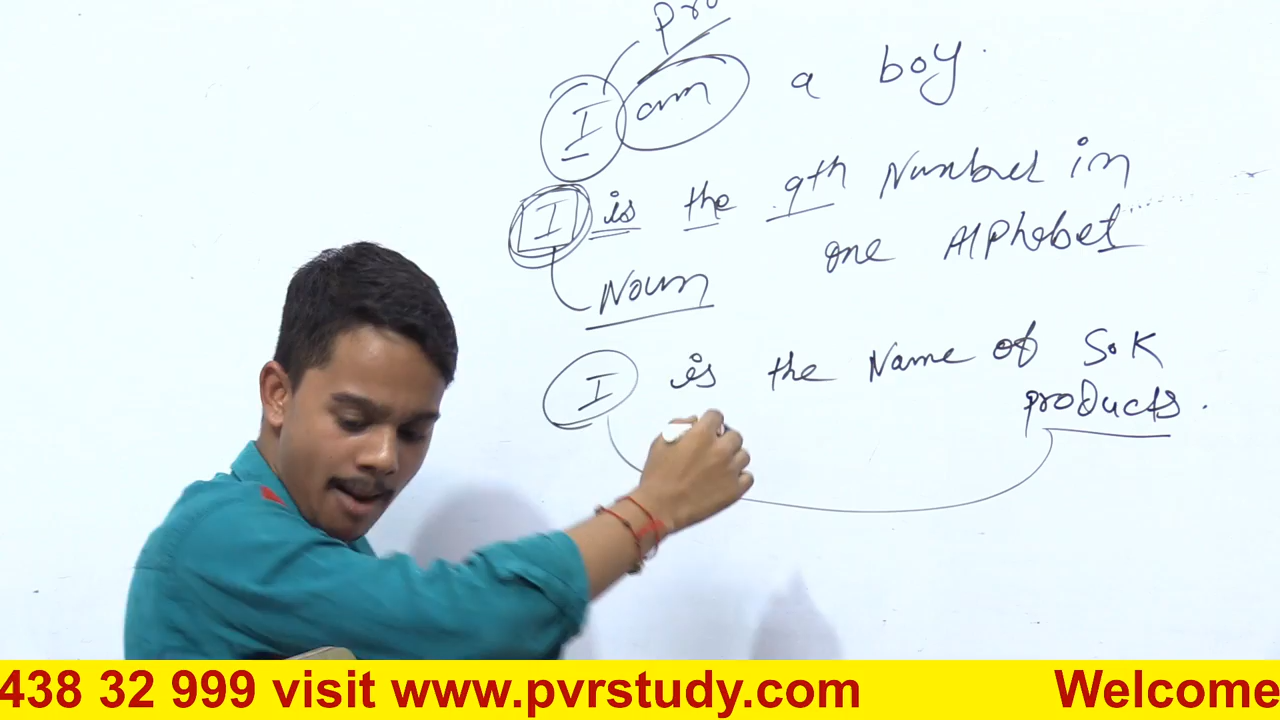 Pro
I am a boy.
I is the 9th Number in
one Alphabet
Noun
I is the Name of S.K
products.
438 32 999 visit www.pvrstudy.com Welcome